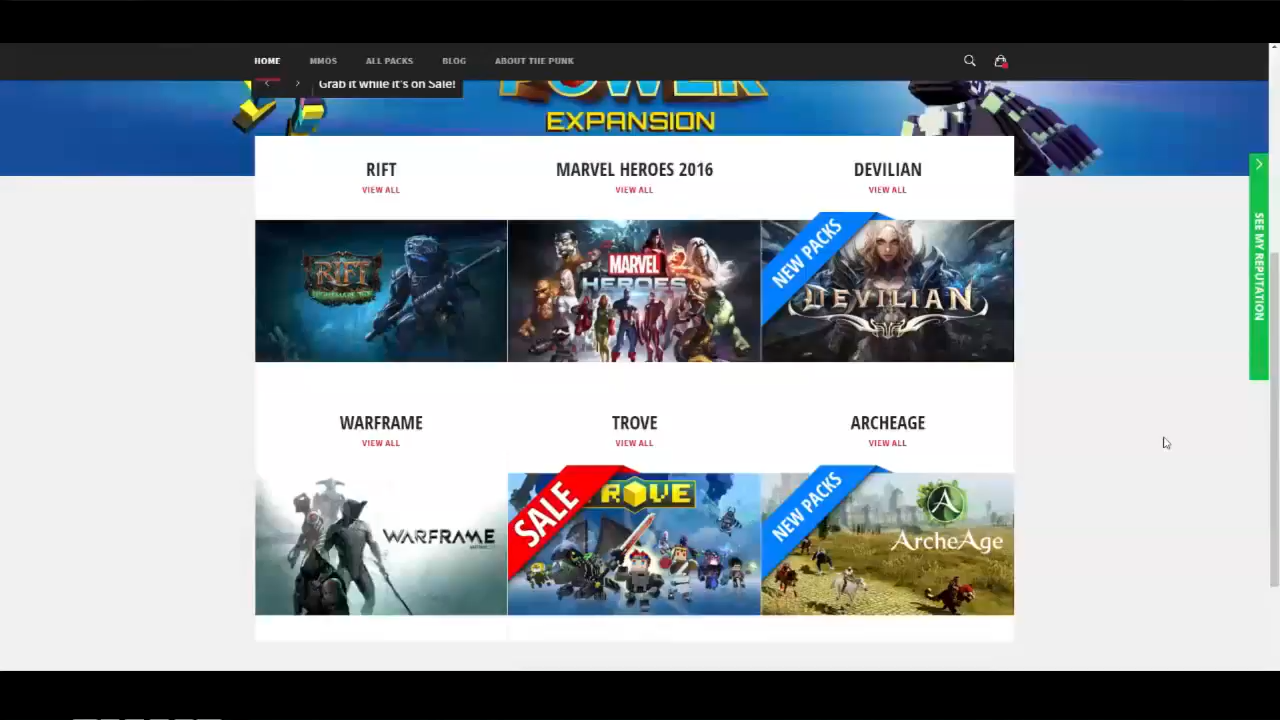 HOME MMOS ALL PACKS BLOG ABOUT THE PUNK
Grab it while it's on Sale!
POWER
EXPANSION
RIFT MARVEL HEROES 2016 DEVILIAN
VIEW ALL VIEW ALL VIEW ALL
RIFT
MARVEL
HEROES
NEW PACKS
DEVILIAN
SEE MY REPUTATION
WARFRAME TROVE ARCHEAGE
VIEW ALL VIEW ALL VIEW ALL
WARFRAME
SALE
TROVE
NEW PACKS
ArcheAge